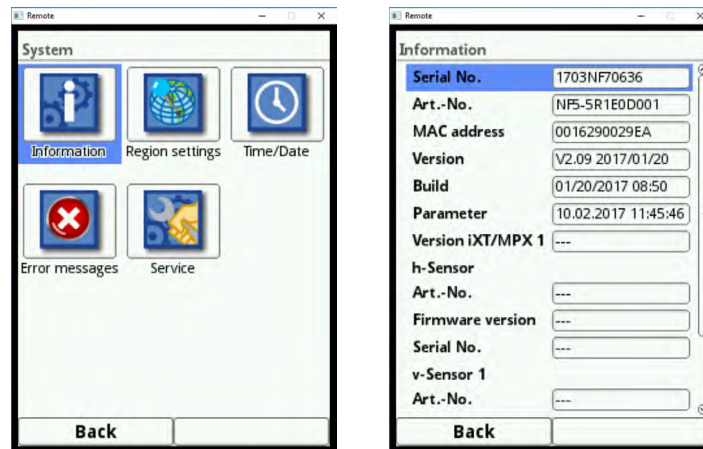 Remote
System
Information
Region settings
Time/Date
Error messages
Service
Back
Remote
Information
Serial No. 1703NF70636
Art.-No. NF5-5R1E0D001
MAC address 0016290029EA
Version V2.09 2017/01/20
Build 01/20/2017 08:50
Parameter 10.02.2017 11:45:46
Version iXT/MPX 1 ---
h-Sensor
Art.-No. ---
Firmware version ---
Serial No. ---
v-Sensor 1
Art.-No. ---
Back